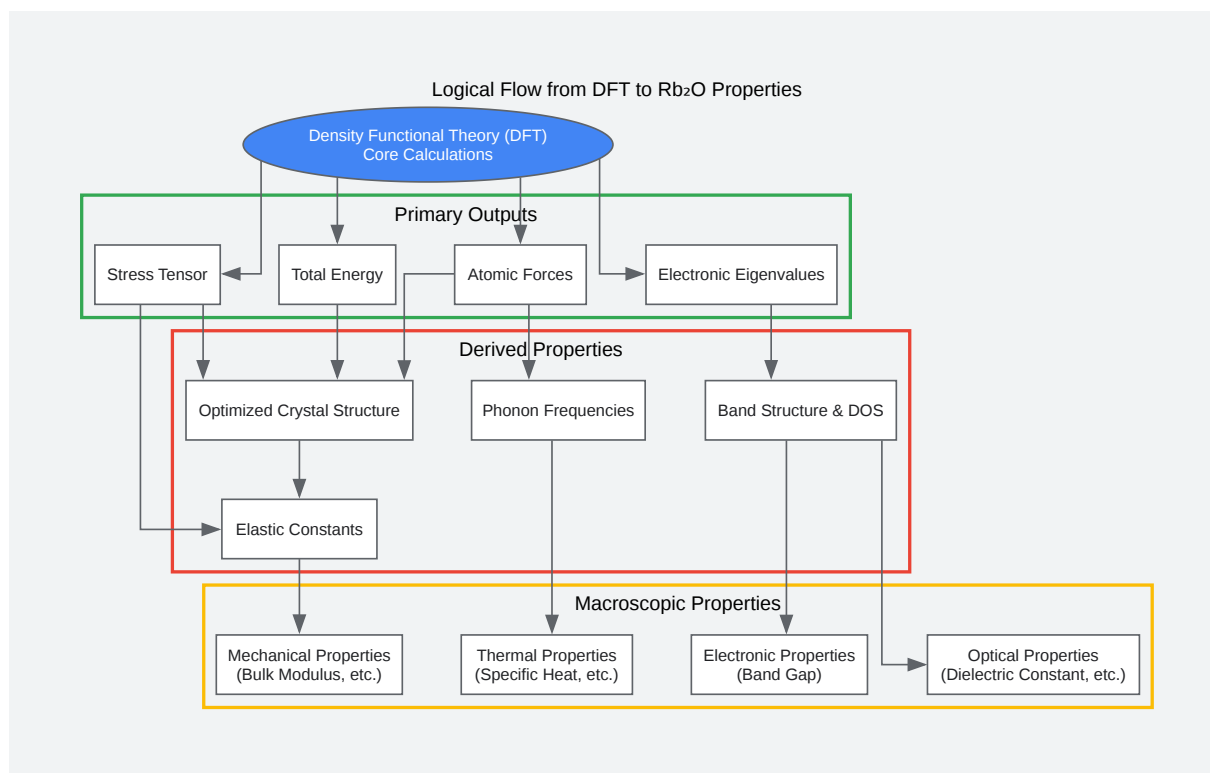 Logical Flow from DFT to Rb₂O Properties
Density Functional Theory (DFT)
Core Calculations
Primary Outputs
Stress Tensor
Total Energy
Atomic Forces
Electronic Eigenvalues
Derived Properties
Optimized Crystal Structure
Phonon Frequencies
Band Structure & DOS
Elastic Constants
Macroscopic Properties
Mechanical Properties
(Bulk Modulus, etc.)
Thermal Properties
(Specific Heat, etc.)
Electronic Properties
(Band Gap)
Optical Properties
(Dielectric Constant, etc.)